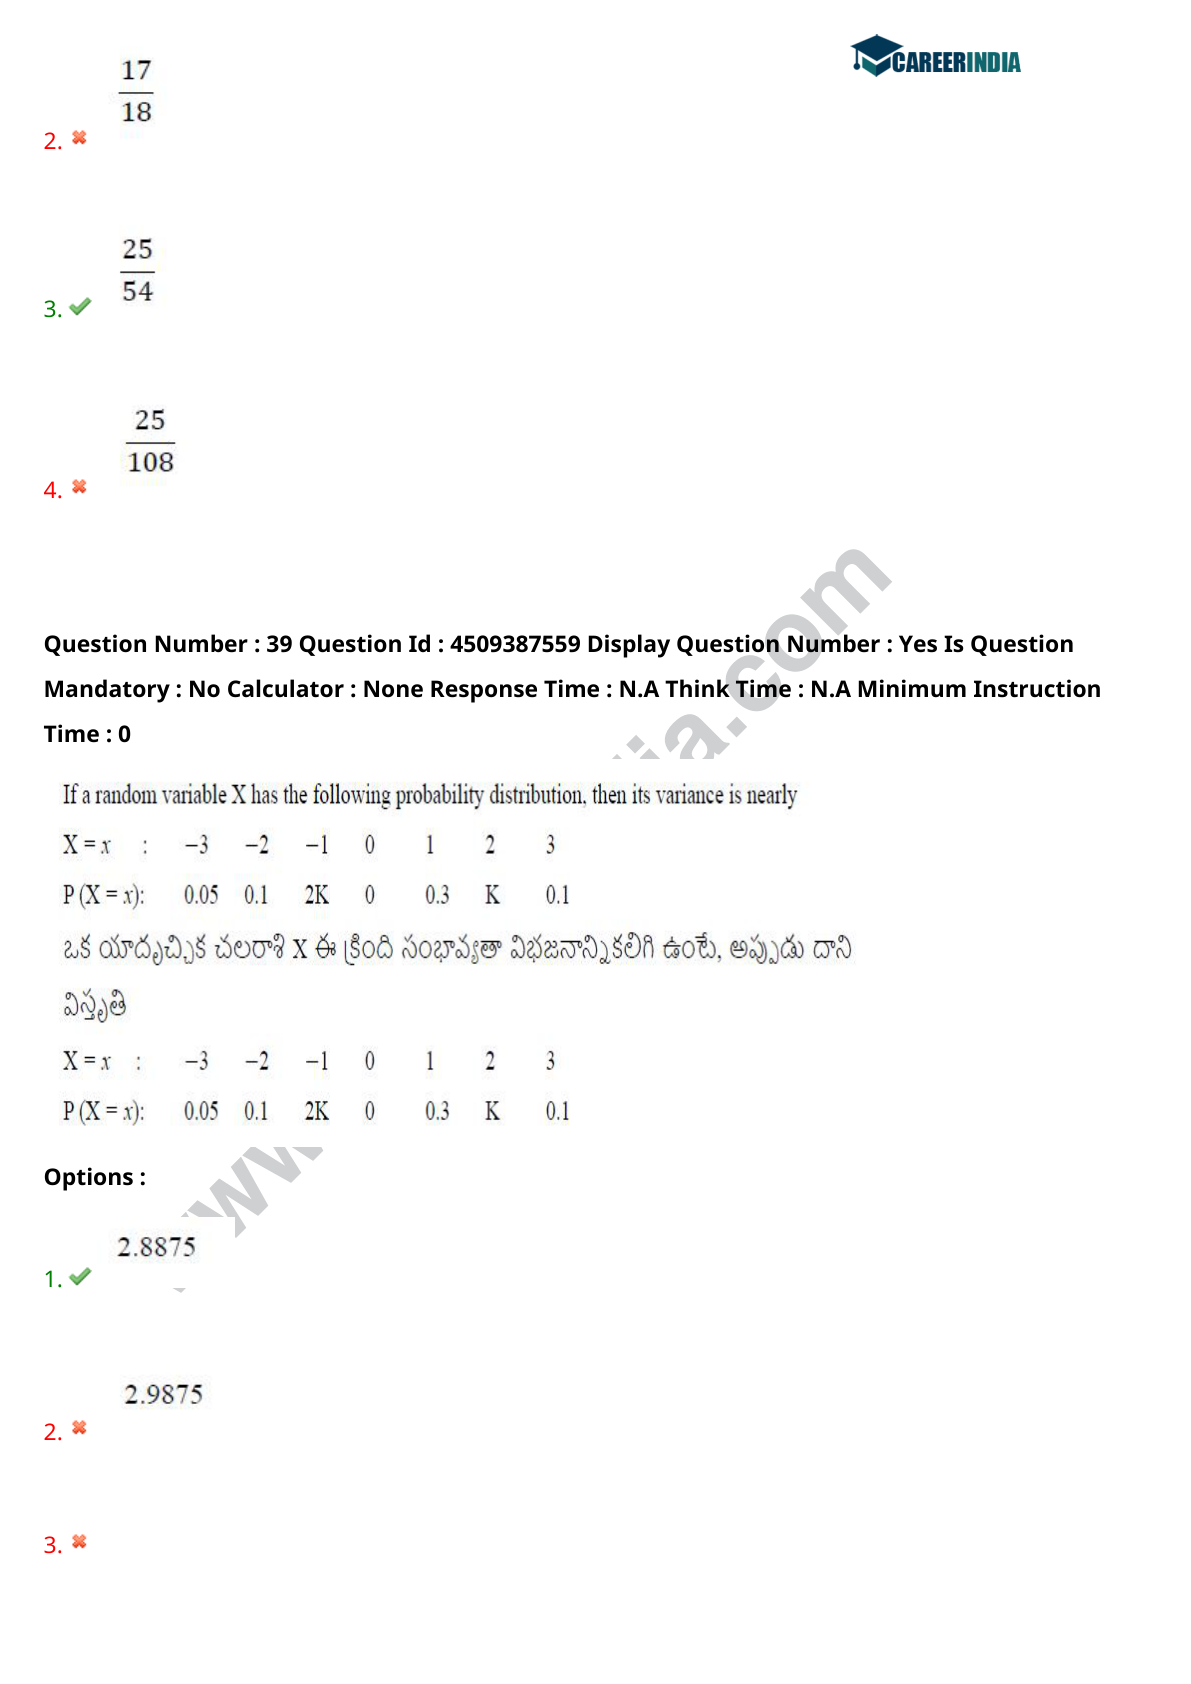 CAREERINDIA
17
18
2.
25
54
3.
25
108
4.
Question Number : 39 Question Id : 4509387559 Display Question Number : Yes Is Question
Mandatory : No Calculator : None Response Time : N.A Think Time : N.A Minimum Instruction
Time : 0
If a random variable X has the following probability distribution, then its variance is nearly
X = x : −3 −2 −1 0 1 2 3
P (X = x): 0.05 0.1 2K 0 0.3 K 0.1
ఒక యాదృచ్ఛిక చలరాశి X ఈ క్రింది సంభావ్యతా విభజనాన్నికలిగి ఉంటే, అప్పుడు దాని
విస్తృతి
X = x : −3 −2 −1 0 1 2 3
P (X = x): 0.05 0.1 2K 0 0.3 K 0.1
Options :
2.8875
1.
2.9875
2.
3.